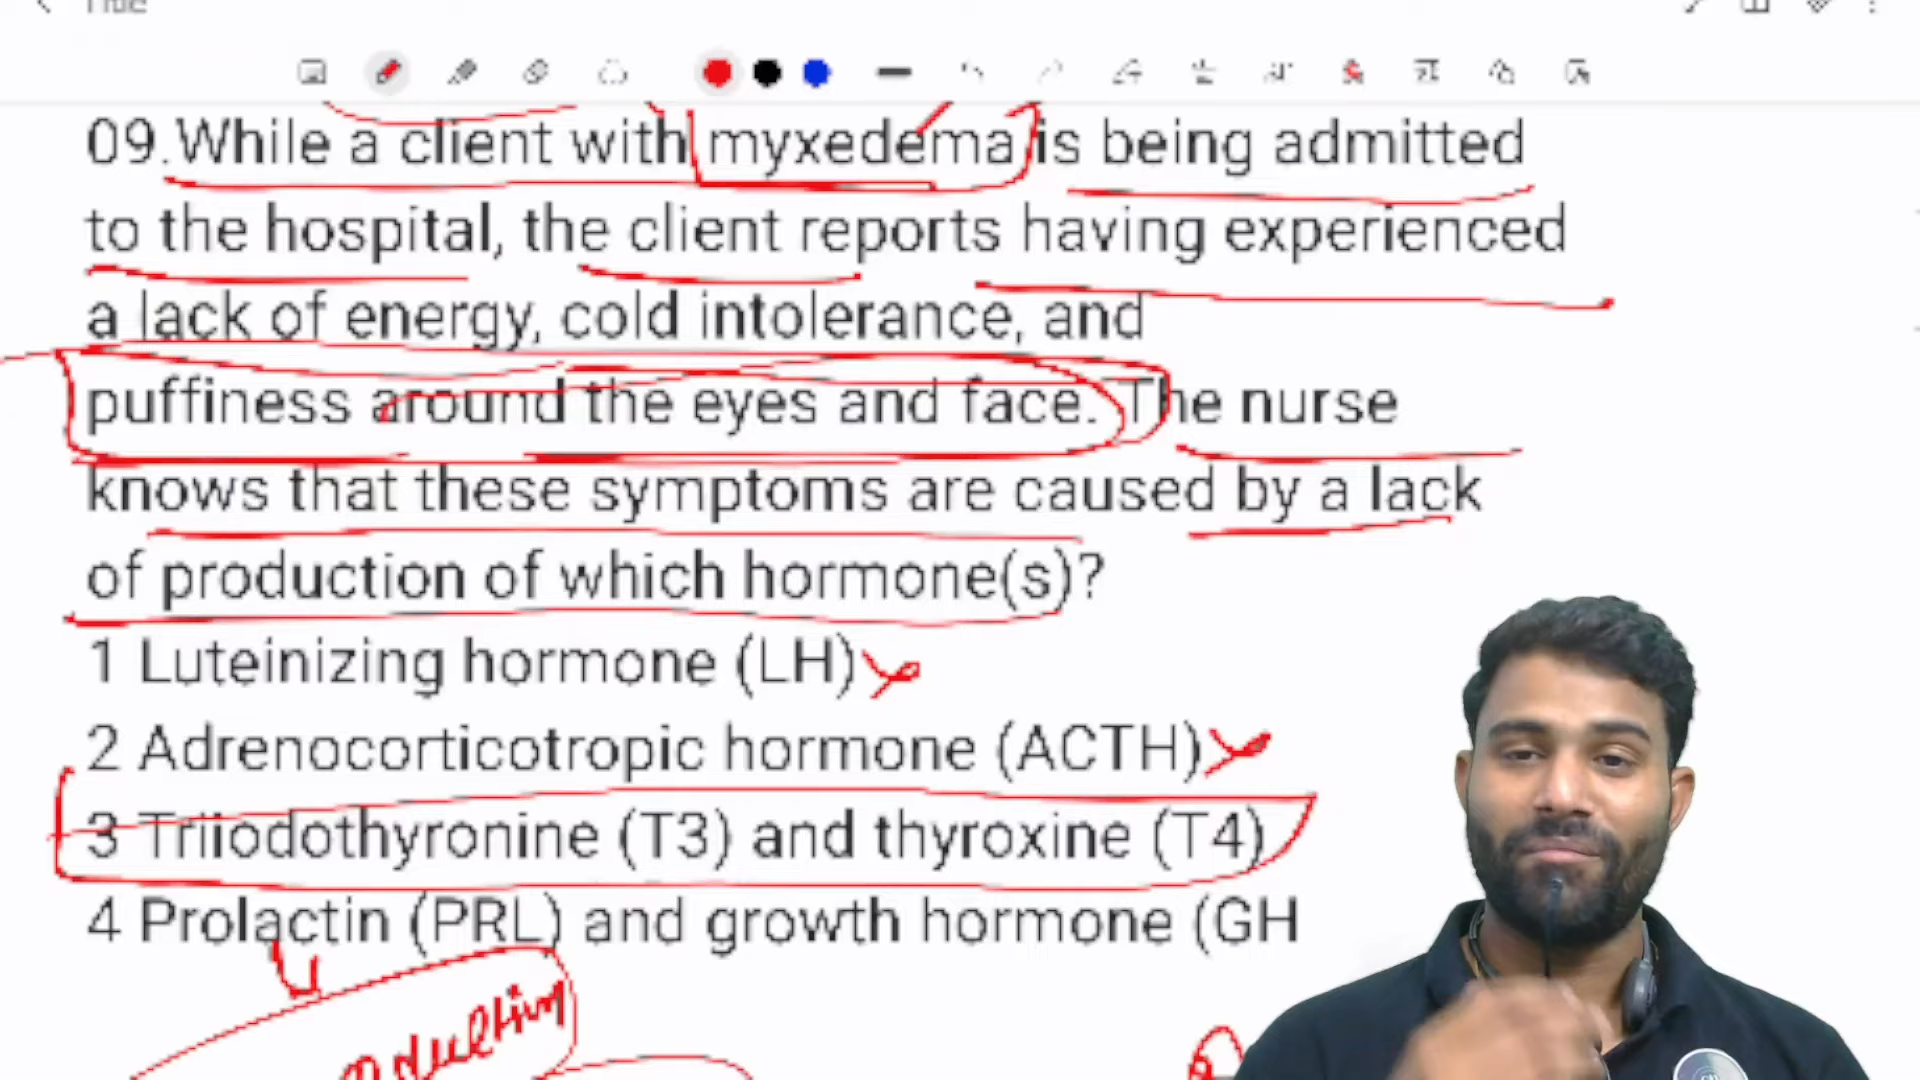 Title
09.While a client with myxedema is being admitted
to the hospital, the client reports having experienced
a lack of energy, cold intolerance, and
puffiness around the eyes and face. The nurse
knows that these symptoms are caused by a lack
of production of which hormone(s)?
1 Luteinizing hormone (LH)
2 Adrenocorticotropic hormone (ACTH)
3 Triiodothyronine (T3) and thyroxine (T4)
4 Prolactin (PRL) and growth hormone (GH